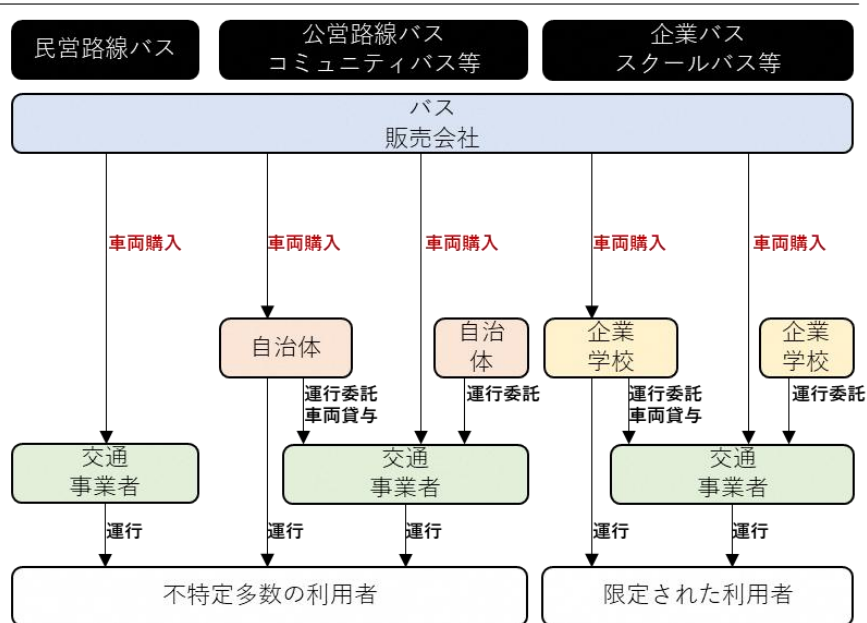 民営路線バス
公営路線バス
コミュニティバス等
企業バス
スクールバス等
バス
販売会社
車両購入
車両購入
車両購入
車両購入
車両購入
自治体
自治
体
企業
学校
企業
学校
運行委託
車両貸与
運行委託
運行委託
車両貸与
運行委託
交通
事業者
交通
事業者
交通
事業者
運行
運行
運行
運行
運行
不特定多数の利用者
限定された利用者